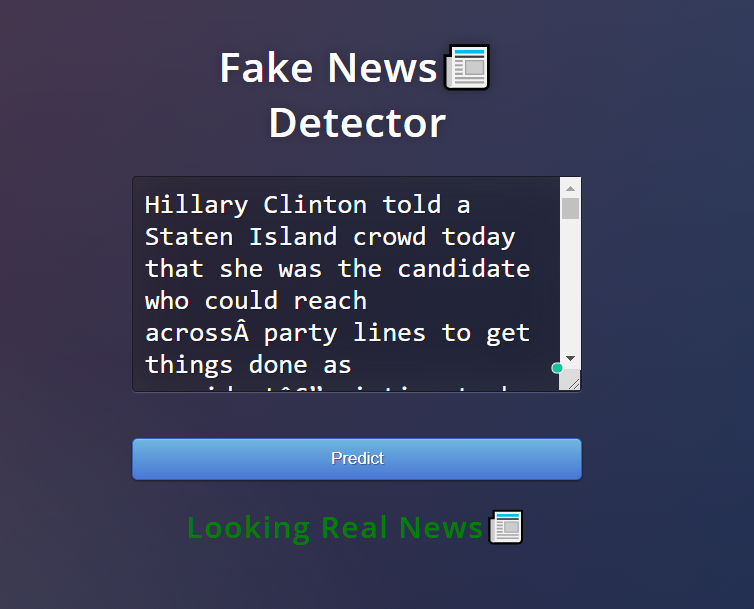 Fake News
Detector
Hillary Clinton told a
Staten Island crowd today
that she was the candidate
who could reach
acrossÂ party lines to get
things done as
Predict
Looking Real News